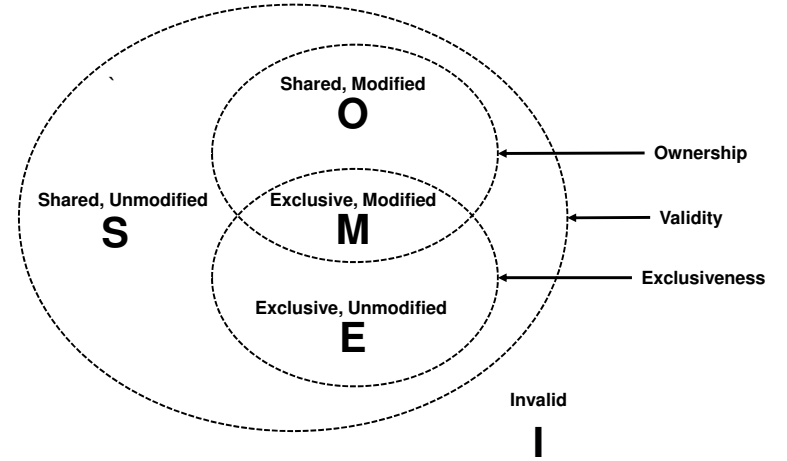 Shared, Modified
O
Ownership
Shared, Unmodified
S
Exclusive, Modified
M
Validity
Exclusiveness
Exclusive, Unmodified
E
Invalid
I